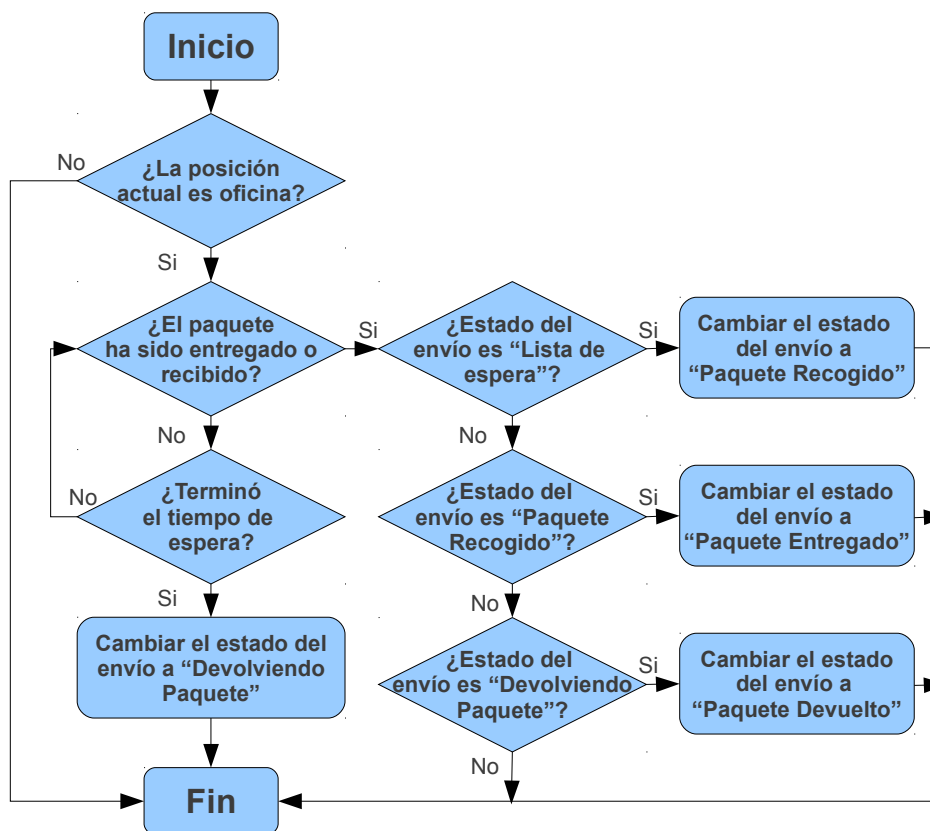 Inicio
No
¿La posición
actual es oficina?
Si
¿El paquete
ha sido entregado o
recibido?
Si
¿Estado del
envío es “Lista de
espera”?
Si
Cambiar el estado
del envío a
“Paquete Recogido”
No
No
No
¿Terminó
el tiempo de
espera?
¿Estado del
envío es “Paquete
Recogido”?
Si
Cambiar el estado
del envío a
“Paquete Entregado”
Si
No
Cambiar el estado del
envío a “Devolviendo
Paquete”
¿Estado del
envío es “Devolviendo
Paquete”?
Si
Cambiar el estado
del envío a
“Paquete Devuelto”
No
Fin